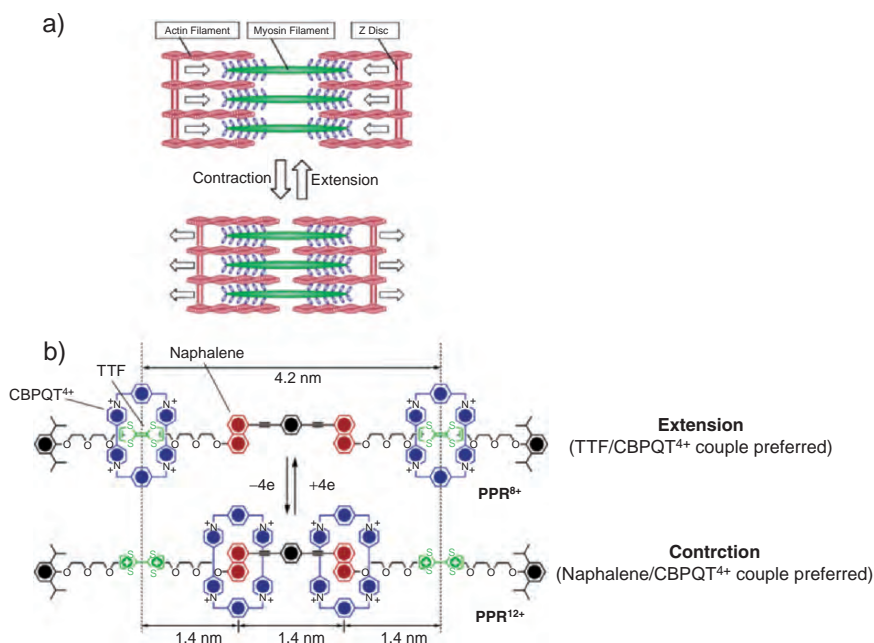 a)
Actin Filament
Myosin Filament
Z Disc
Contraction
Extension
b)
Naphalene
TTF
4.2 nm
CBPQT4+
+ N N + + N N +
S S S S
S S S S
O O O O O O
O O O O O O
+ N N + + N N +
Extension
(TTF/CBPQT4+ couple preferred)
PPR8+
−4e +4e
+ N N + + N N +
S S S S
S S S S
O O O O O O
O O O O O O
+ N N + + N N +
Contrction
(Naphalene/CBPQT4+ couple preferred)
PPR12+
1.4 nm 1.4 nm 1.4 nm